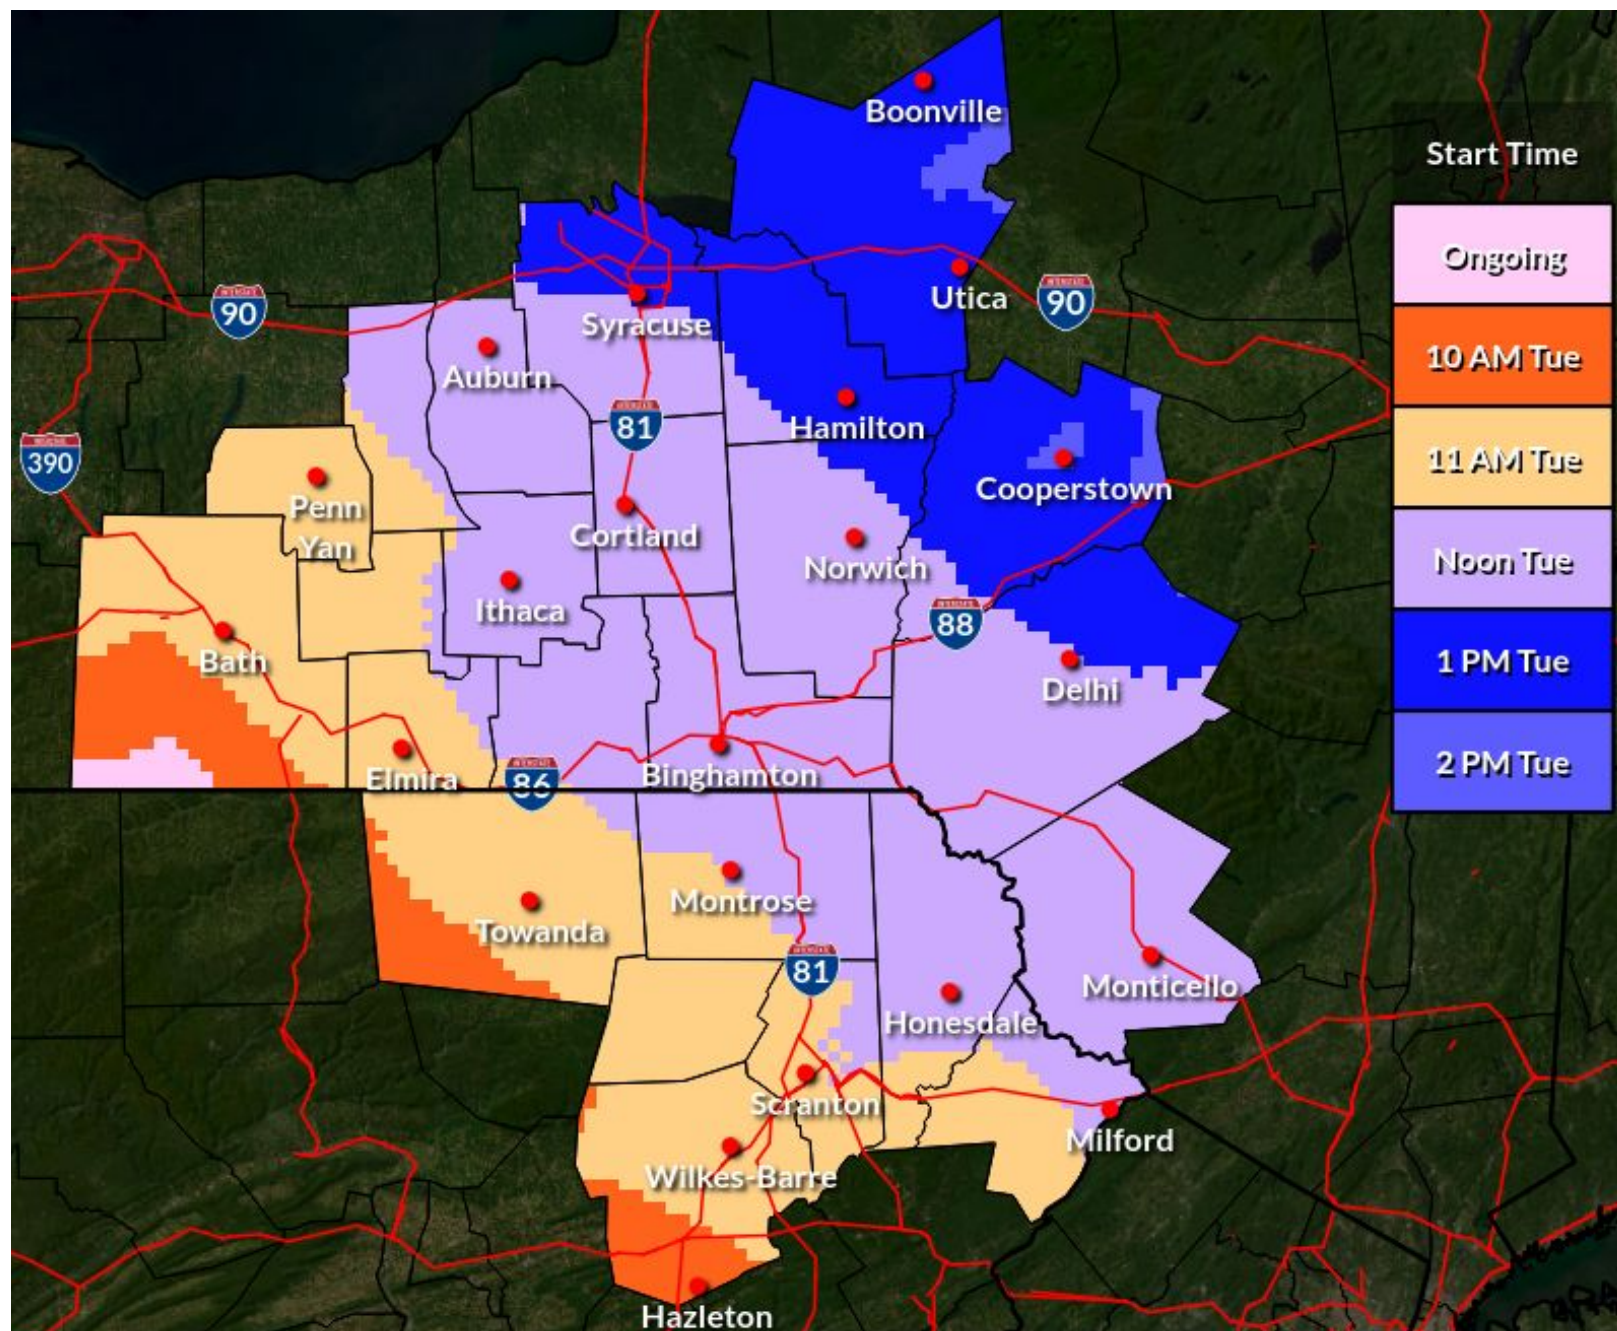 Boonville
Start Time
Ongoing
90
Utica
90
Syracuse
10 AM Tue
Auburn
81
Hamilton
390
11 AM Tue
Penn
Yan
Cooperstown
Cortland
Norwich
Noon Tue
Ithaca
88
Bath
Delhi
1 PM Tue
Elmira
86
Binghamton
2 PM Tue
Montrose
Towanda
81
Monticello
Honesdale
Scranton
Milford
Wilkes-Barre
Hazleton